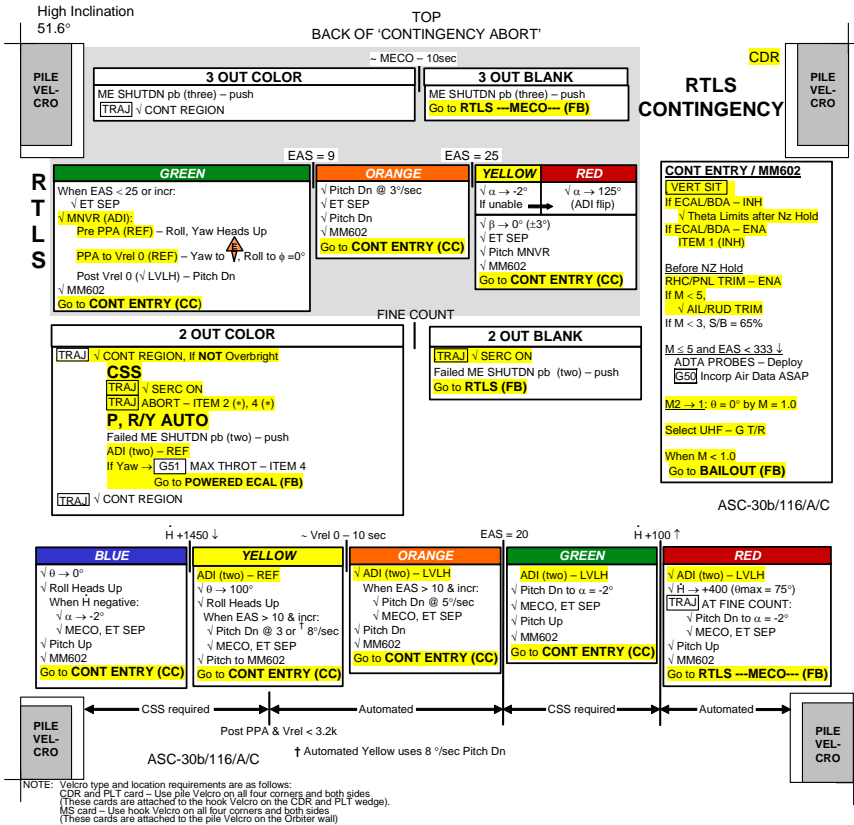 High Inclination
51.6°
TOP
BACK OF 'CONTINGENCY ABORT'
CDR
PILE
VEL-
CRO
~ MECO – 10sec
3 OUT COLOR
ME SHUTDN pb (three) – push
TRAJ √ CONT REGION
3 OUT BLANK
ME SHUTDN pb (three) – push
Go to RTLS ---MECO--- (FB)
RTLS
CONTINGENCY
PILE
VEL-
CRO
RTLS
EAS = 9
EAS = 25
GREEN
When EAS < 25 or incr:
√ ET SEP
√ MNVR (ADI):
Pre PPA (REF) – Roll, Yaw Heads Up
PPA to Vrel 0 (REF) – Yaw to E, Roll to ϕ =0°
Post Vrel 0 (√ LVLH) – Pitch Dn
√ MM602
Go to CONT ENTRY (CC)
ORANGE
√ Pitch Dn @ 3°/sec
√ ET SEP
√ Pitch Dn
√ MM602
Go to CONT ENTRY (CC)
YELLOW
√ α → -2°
If unable
RED
√ α → 125°
(ADI flip)
√ β → 0° (±3°)
√ ET SEP
√ Pitch MNVR
√ MM602
Go to CONT ENTRY (CC)
CONT ENTRY / MM602
VERT SIT
If ECAL/BDA – INH
√ Theta Limits after Nz Hold
If ECAL/BDA – ENA
ITEM 1 (INH)
Before NZ Hold
RHC/PNL TRIM – ENA
If M < 5,
√ AIL/RUD TRIM
If M < 3, S/B = 65%
M ≤ 5 and EAS < 333 ↓
ADTA PROBES – Deploy
G50 Incorp Air Data ASAP
M2 → 1: θ = 0° by M = 1.0
Select UHF – G T/R
When M < 1.0
Go to BAILOUT (FB)
FINE COUNT
2 OUT COLOR
TRAJ √ CONT REGION, If NOT Overbright
CSS
TRAJ √ SERC ON
TRAJ ABORT – ITEM 2 (*), 4 (*)
P, R/Y AUTO
Failed ME SHUTDN pb (two) – push
ADI (two) – REF
If Yaw → G51 MAX THROT – ITEM 4
Go to POWERED ECAL (FB)
TRAJ √ CONT REGION
2 OUT BLANK
TRAJ √ SERC ON
Failed ME SHUTDN pb (two) – push
Go to RTLS (FB)
ASC-30b/116/A/C
Ḣ +1450 ↓
~ Vrel 0 – 10 sec
EAS = 20
Ḣ +100 ↑
BLUE
√ θ → 0°
√ Roll Heads Up
When Ḣ negative:
√ α → -2°
√ MECO, ET SEP
√ Pitch Up
√ MM602
Go to CONT ENTRY (CC)
YELLOW
ADI (two) – REF
√ θ → 100°
√ Roll Heads Up
When EAS > 10 & incr:
√ Pitch Dn @ 3 or † 8°/sec
√ MECO, ET SEP
√ Pitch to MM602
Go to CONT ENTRY (CC)
ORANGE
√ ADI (two) – LVLH
When EAS > 10 & incr:
√ Pitch Dn @ 5°/sec
√ MECO, ET SEP
√ Pitch Dn
√ MM602
Go to CONT ENTRY (CC)
GREEN
ADI (two) – LVLH
√ Pitch Dn to α = -2°
√ MECO, ET SEP
√ Pitch Up
√ MM602
Go to CONT ENTRY (CC)
RED
√ ADI (two) – LVLH
√ Ḣ → +400 (θmax = 75°)
TRAJ AT FINE COUNT:
√ Pitch Dn to α = -2°
√ MECO, ET SEP
√ Pitch Up
√ MM602
Go to RTLS ---MECO--- (FB)
CSS required
Automated
CSS required
Automated
PILE
VEL-
CRO
Post PPA & Vrel < 3.2k
ASC-30b/116/A/C
† Automated Yellow uses 8 °/sec Pitch Dn
PILE
VEL-
CRO
NOTE: Velcro type and location requirements are as follows:
CDR and PLT card – Use pile Velcro on all four corners and both sides
(These cards are attached to the hook Velcro on the CDR and PLT wedge).
MS card – Use hook Velcro on all four corners and both sides
(These cards are attached to the pile Velcro on the Orbiter wall)